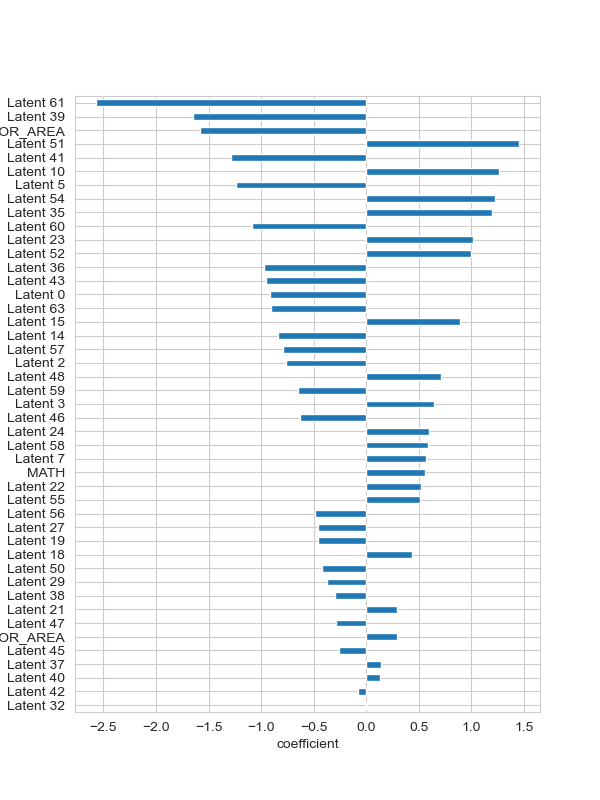 Latent 61
Latent 39
OR_AREA
Latent 51
Latent 41
Latent 10
Latent 5
Latent 54
Latent 35
Latent 60
Latent 23
Latent 52
Latent 36
Latent 43
Latent 0
Latent 63
Latent 15
Latent 14
Latent 57
Latent 2
Latent 48
Latent 59
Latent 3
Latent 46
Latent 24
Latent 58
Latent 7
MATH
Latent 22
Latent 55
Latent 56
Latent 27
Latent 19
Latent 18
Latent 50
Latent 29
Latent 38
Latent 21
Latent 47
OR_AREA
Latent 45
Latent 37
Latent 40
Latent 42
Latent 32
−2.5 −2.0 −1.5 −1.0 −0.5 0.0 0.5 1.0 1.5
coefficient